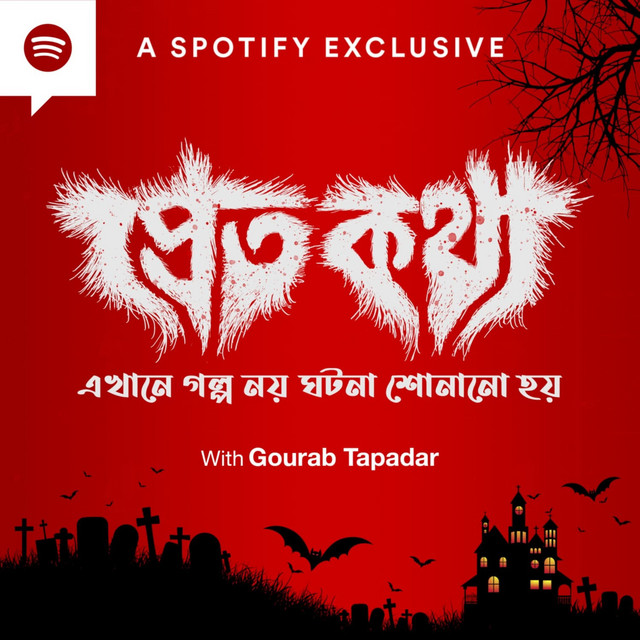 A SPOTIFY EXCLUSIVE
প্রেত কথা
এখানে গল্প নয় ঘটনা শোনানো হয়
With Gourab Tapadar